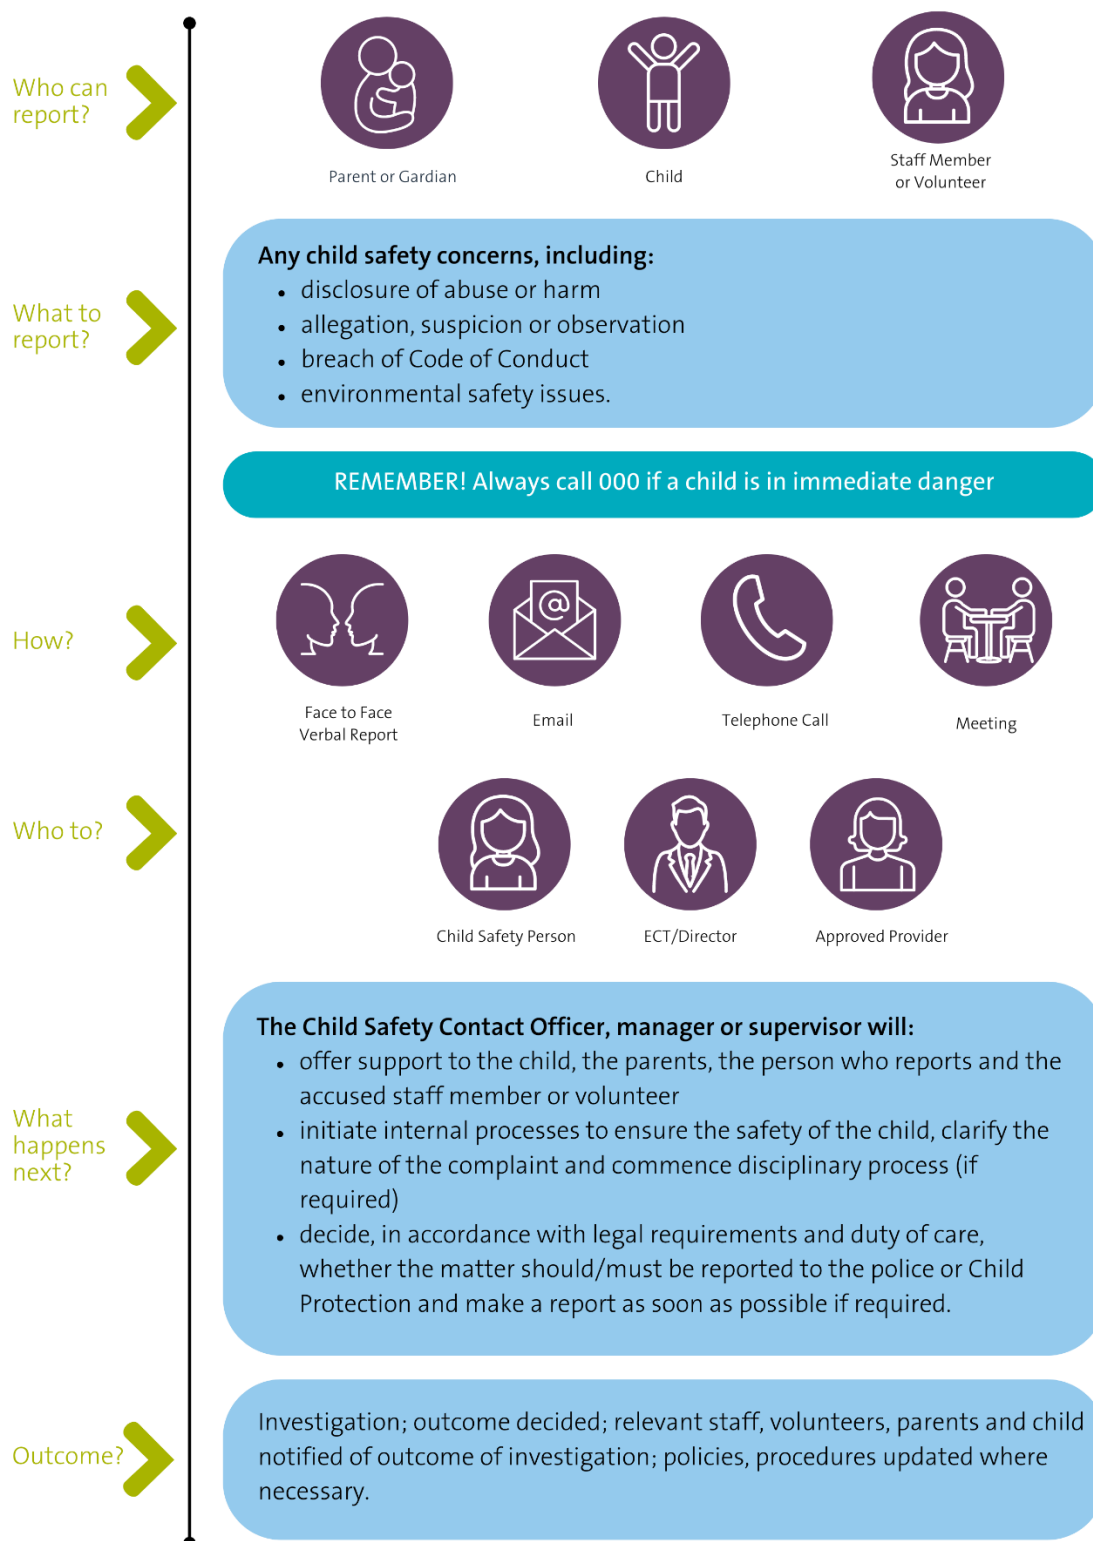 Who can
report?
Parent or Gardian
Child
Staff Member
or Volunteer
What to
report?
Any child safety concerns, including:
• disclosure of abuse or harm
• allegation, suspicion or observation
• breach of Code of Conduct
• environmental safety issues.
REMEMBER! Always call 000 if a child is in immediate danger
How?
Face to Face
Verbal Report
@
Email
Telephone Call
Meeting
Who to?
Child Safety Person
ECT/Director
Approved Provider
What
happens
next?
The Child Safety Contact Officer, manager or supervisor will:
• offer support to the child, the parents, the person who reports and the
accused staff member or volunteer
• initiate internal processes to ensure the safety of the child, clarify the
nature of the complaint and commence disciplinary process (if
required)
• decide, in accordance with legal requirements and duty of care,
whether the matter should/must be reported to the police or Child
Protection and make a report as soon as possible if required.
Outcome?
Investigation; outcome decided; relevant staff, volunteers, parents and child
notified of outcome of investigation; policies, procedures updated where
necessary.